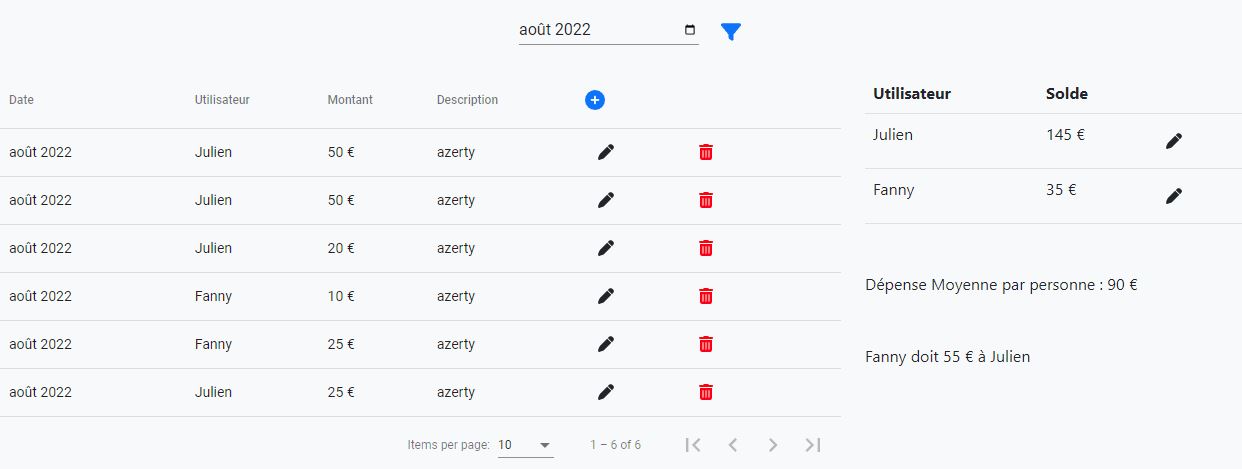 août 2022
Date Utilisateur Montant Description
août 2022 Julien 50 € azerty
août 2022 Julien 50 € azerty
août 2022 Julien 20 € azerty
août 2022 Fanny 10 € azerty
août 2022 Fanny 25 € azerty
août 2022 Julien 25 € azerty
Items per page: 10 1 – 6 of 6
Utilisateur Solde
Julien 145 €
Fanny 35 €
Dépense Moyenne par personne : 90 €
Fanny doit 55 € à Julien